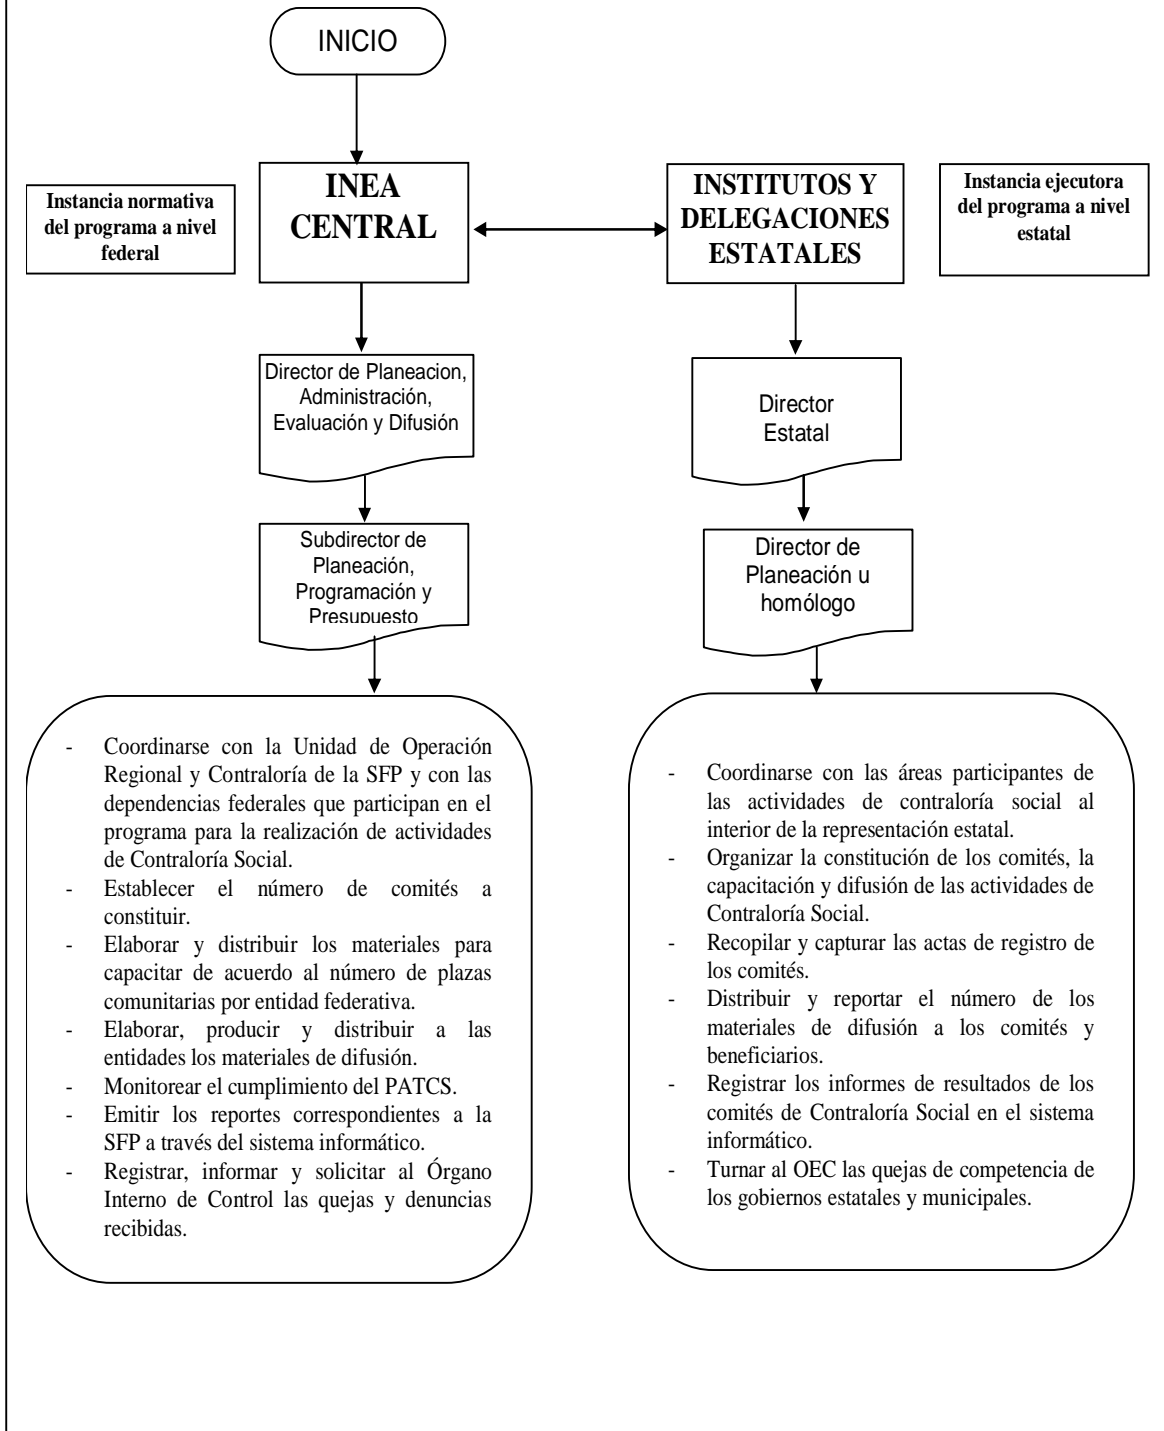 INICIO
Instancia normativa
del programa a nivel
federal
INEA
CENTRAL
INSTITUTOS Y
DELEGACIONES
ESTATALES
Instancia ejecutora
del programa a nivel
estatal
Director de Planeacion,
Administración,
Evaluación y Difusión
Director
Estatal
Subdirector de
Planeación,
Programación y
Presupuesto
Director de
Planeación u
homólogo
- Coordinarse con la Unidad de Operación
Regional y Contraloría de la SFP y con las
dependencias federales que participan en el
programa para la realización de actividades
de Contraloría Social.
- Establecer el número de comités a
constituir.
- Elaborar y distribuir los materiales para
capacitar de acuerdo al número de plazas
comunitarias por entidad federativa.
- Elaborar, producir y distribuir a las
entidades los materiales de difusión.
- Monitorear el cumplimiento del PATCS.
- Emitir los reportes correspondientes a la
SFP a través del sistema informático.
- Registrar, informar y solicitar al Órgano
Interno de Control las quejas y denuncias
recibidas.
- Coordinarse con las áreas participantes de
las actividades de contraloría social al
interior de la representación estatal.
- Organizar la constitución de los comités, la
capacitación y difusión de las actividades de
Contraloría Social.
- Recopilar y capturar las actas de registro de
los comités.
- Distribuir y reportar el número de los
materiales de difusión a los comités y
beneficiarios.
- Registrar los informes de resultados de los
comités de Contraloría Social en el sistema
informático.
- Turnar al OEC las quejas de competencia de
los gobiernos estatales y municipales.